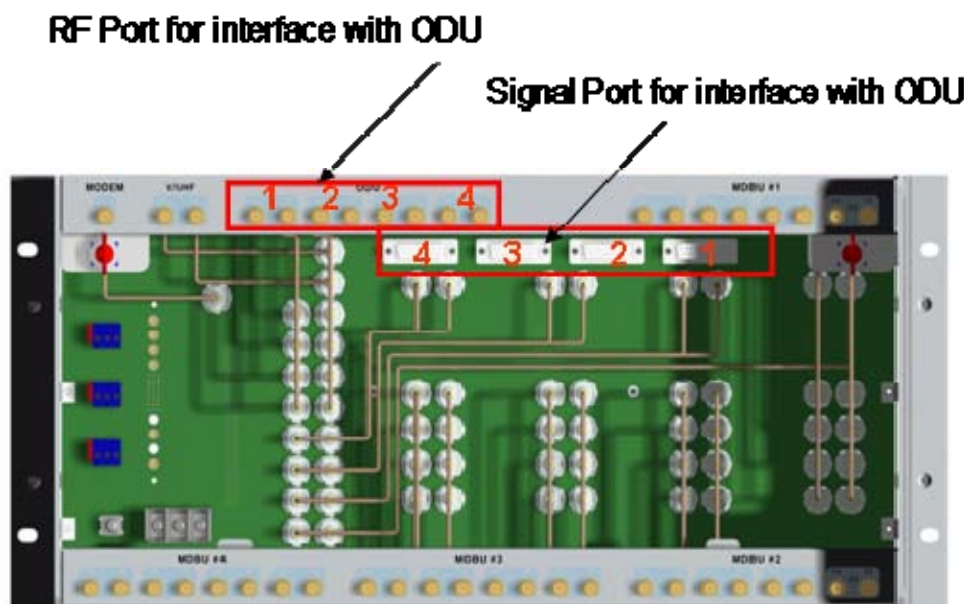 RF Port for interface with ODU
Signal Port for interface with ODU
MODEM V/UHF ODU MDBU #1
1 2 3 4
4 3 2 1
MDBU #4 MDBU #3 MDBU #2